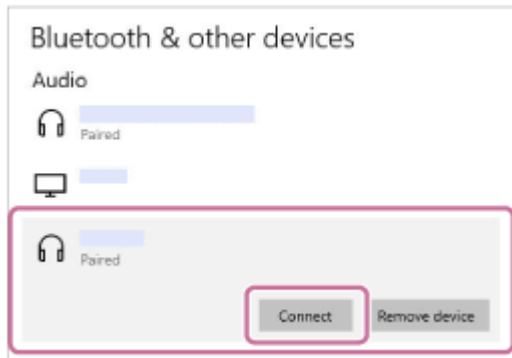 Bluetooth & other devices
Audio
Paired
Paired
Connect Remove device